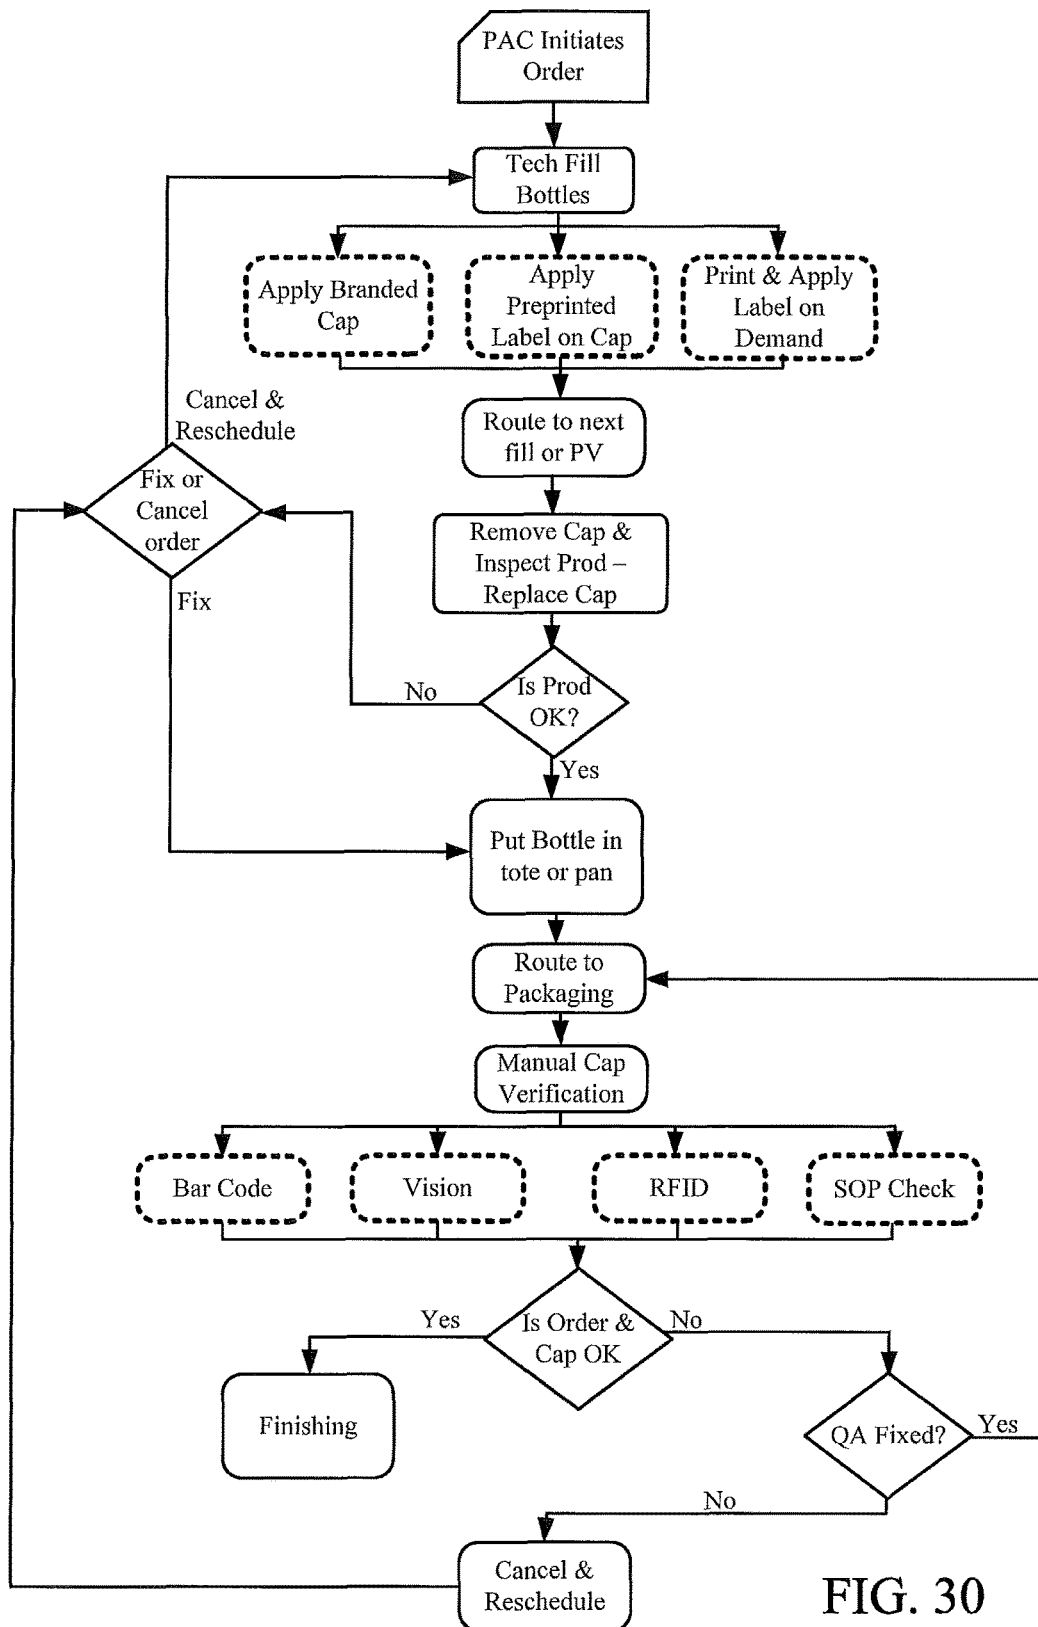 PAC Initiates
Order
Tech Fill
Bottles
Apply Branded
Cap
Apply
Preprinted
Label on Cap
Print & Apply
Label on
Demand
Cancel &
Reschedule
Route to next
fill or PV
Fix or
Cancel
order
Remove Cap &
Inspect Prod –
Replace Cap
Fix
No
Is Prod
OK?
Yes
Put Bottle in
tote or pan
Route to
Packaging
Manual Cap
Verification
Bar Code
Vision
RFID
SOP Check
Yes
Is Order &
Cap OK
No
Finishing
QA Fixed?
Yes
No
Cancel &
Reschedule
FIG. 30